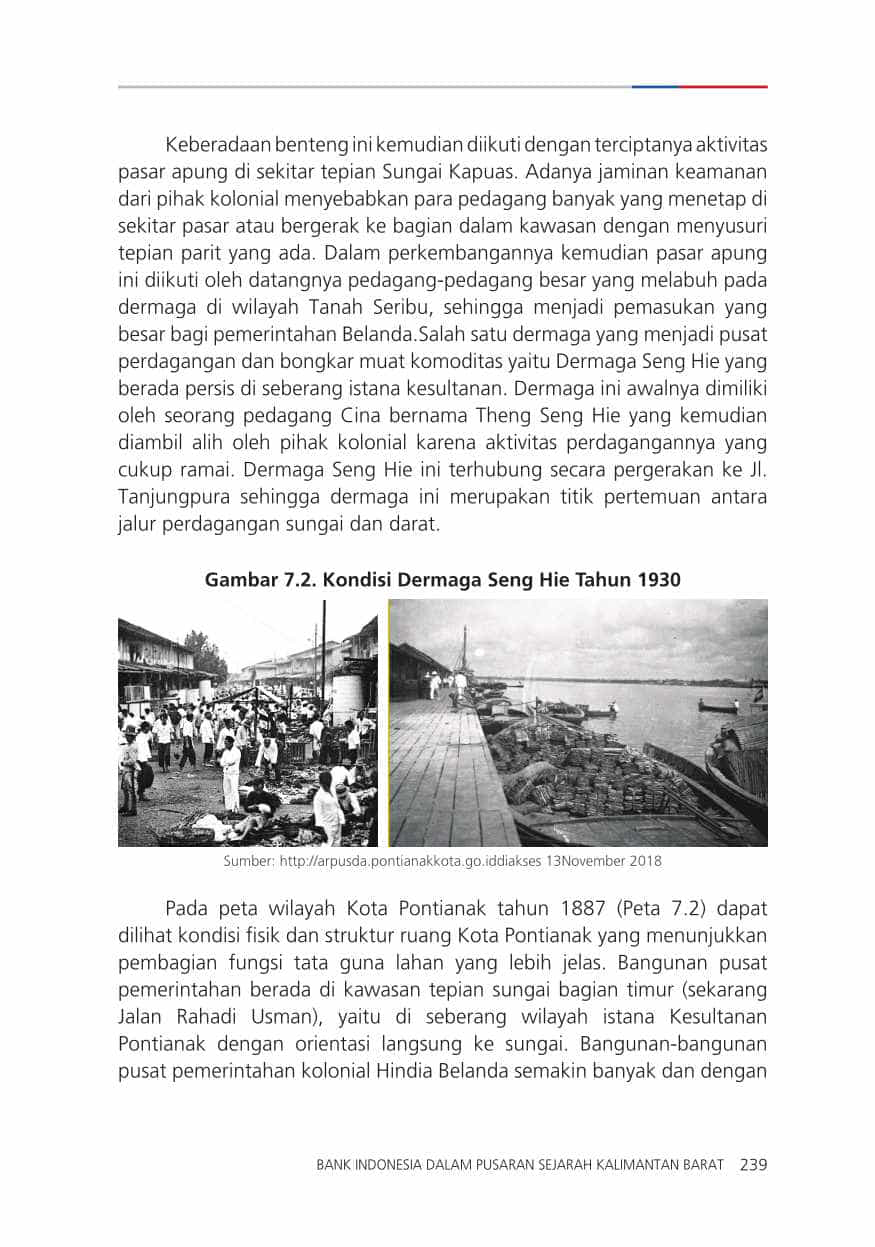 Keberadaan benteng ini kemudian diikuti dengan terciptanya aktivitas
pasar apung di sekitar tepian Sungai Kapuas. Adanya jaminan keamanan
dari pihak kolonial menyebabkan para pedagang banyak yang menetap di
sekitar pasar atau bergerak ke bagian dalam kawasan dengan menyusuri
tepian parit yang ada. Dalam perkembangannya kemudian pasar apung
ini diikuti oleh datangnya pedagang-pedagang besar yang melabuh pada
dermaga di wilayah Tanah Seribu, sehingga menjadi pemasukan yang
besar bagi pemerintahan Belanda.Salah satu dermaga yang menjadi pusat
perdagangan dan bongkar muat komoditas yaitu Dermaga Seng Hie yang
berada persis di seberang istana kesultanan. Dermaga ini awalnya dimiliki
oleh seorang pedagang Cina bernama Theng Seng Hie yang kemudian
diambil alih oleh pihak kolonial karena aktivitas perdagangannya yang
cukup ramai. Dermaga Seng Hie ini terhubung secara pergerakan ke Jl.
Tanjungpura sehingga dermaga ini merupakan titik pertemuan antara
jalur perdagangan sungai dan darat.
Gambar 7.2. Kondisi Dermaga Seng Hie Tahun 1930
Sumber: http://arpusda.pontianakkota.go.iddiakses 13November 2018
Pada peta wilayah Kota Pontianak tahun 1887 (Peta 7.2) dapat
dilihat kondisi fisik dan struktur ruang Kota Pontianak yang menunjukkan
pembagian fungsi tata guna lahan yang lebih jelas. Bangunan pusat
pemerintahan berada di kawasan tepian sungai bagian timur (sekarang
Jalan Rahadi Usman), yaitu di seberang wilayah istana Kesultanan
Pontianak dengan orientasi langsung ke sungai. Bangunan-bangunan
pusat pemerintahan kolonial Hindia Belanda semakin banyak dan dengan
BANK INDONESIA DALAM PUSARAN SEJARAH KALIMANTAN BARAT 239